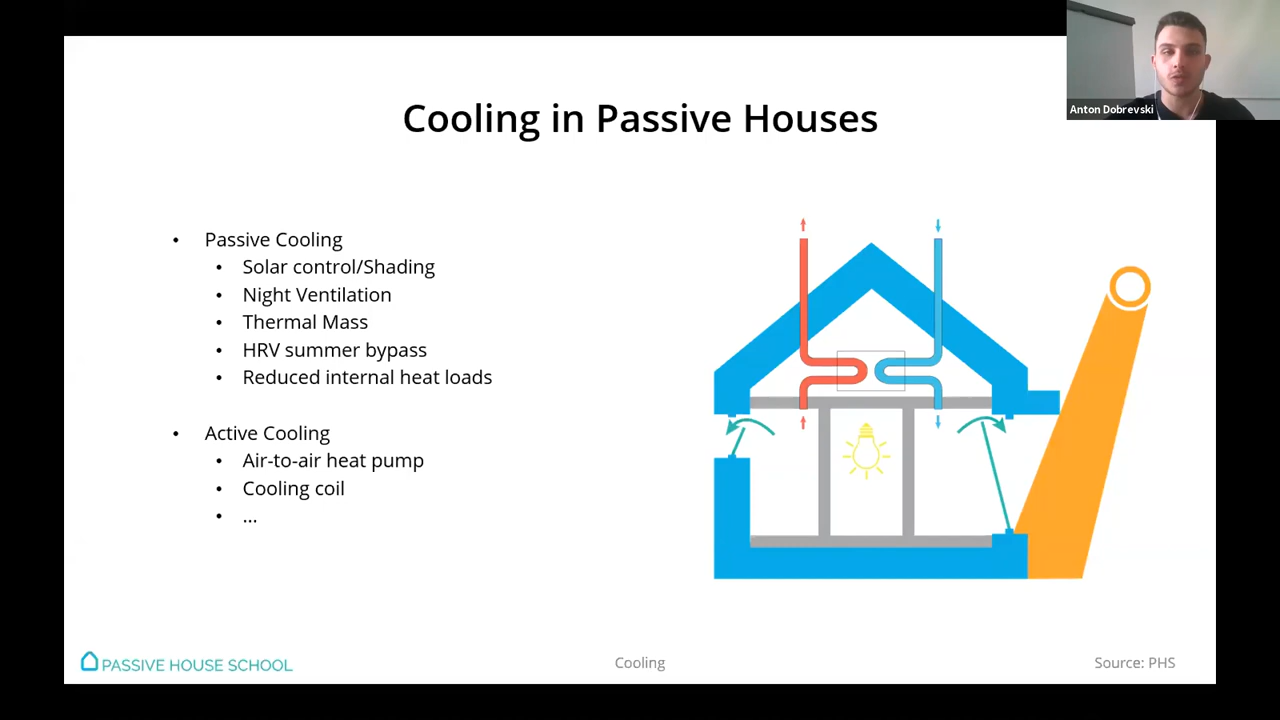 Anton Dobrevski
Cooling in Passive Houses
• Passive Cooling
• Solar control/Shading
• Night Ventilation
• Thermal Mass
• HRV summer bypass
• Reduced internal heat loads
• Active Cooling
• Air-to-air heat pump
• Cooling coil
• ...
PASSIVE HOUSE SCHOOL
Cooling
Source: PHS